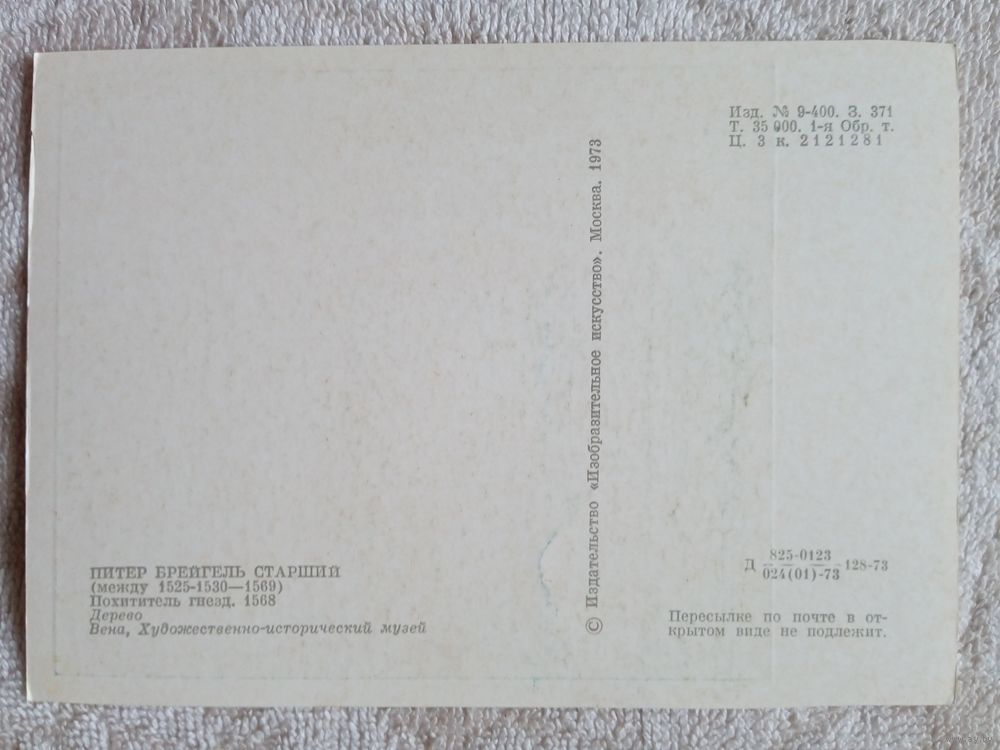 Изд. № 9-400. З. 371
Т. 35 000. 1-я Обр. т.
Ц. 3 к. 2121281
© Издательство «Изобразительное искусство». Москва. 1973
ПИТЕР БРЕЙГЕЛЬ СТАРШИЙ
(между 1525-1530—1569)
Похититель гнезд. 1568
Дерево
Вена, Художественно-исторический музей
Д 825-0123
024(01)-73 -128-73
Пересылке по почте в от-
крытом виде не подлежит.